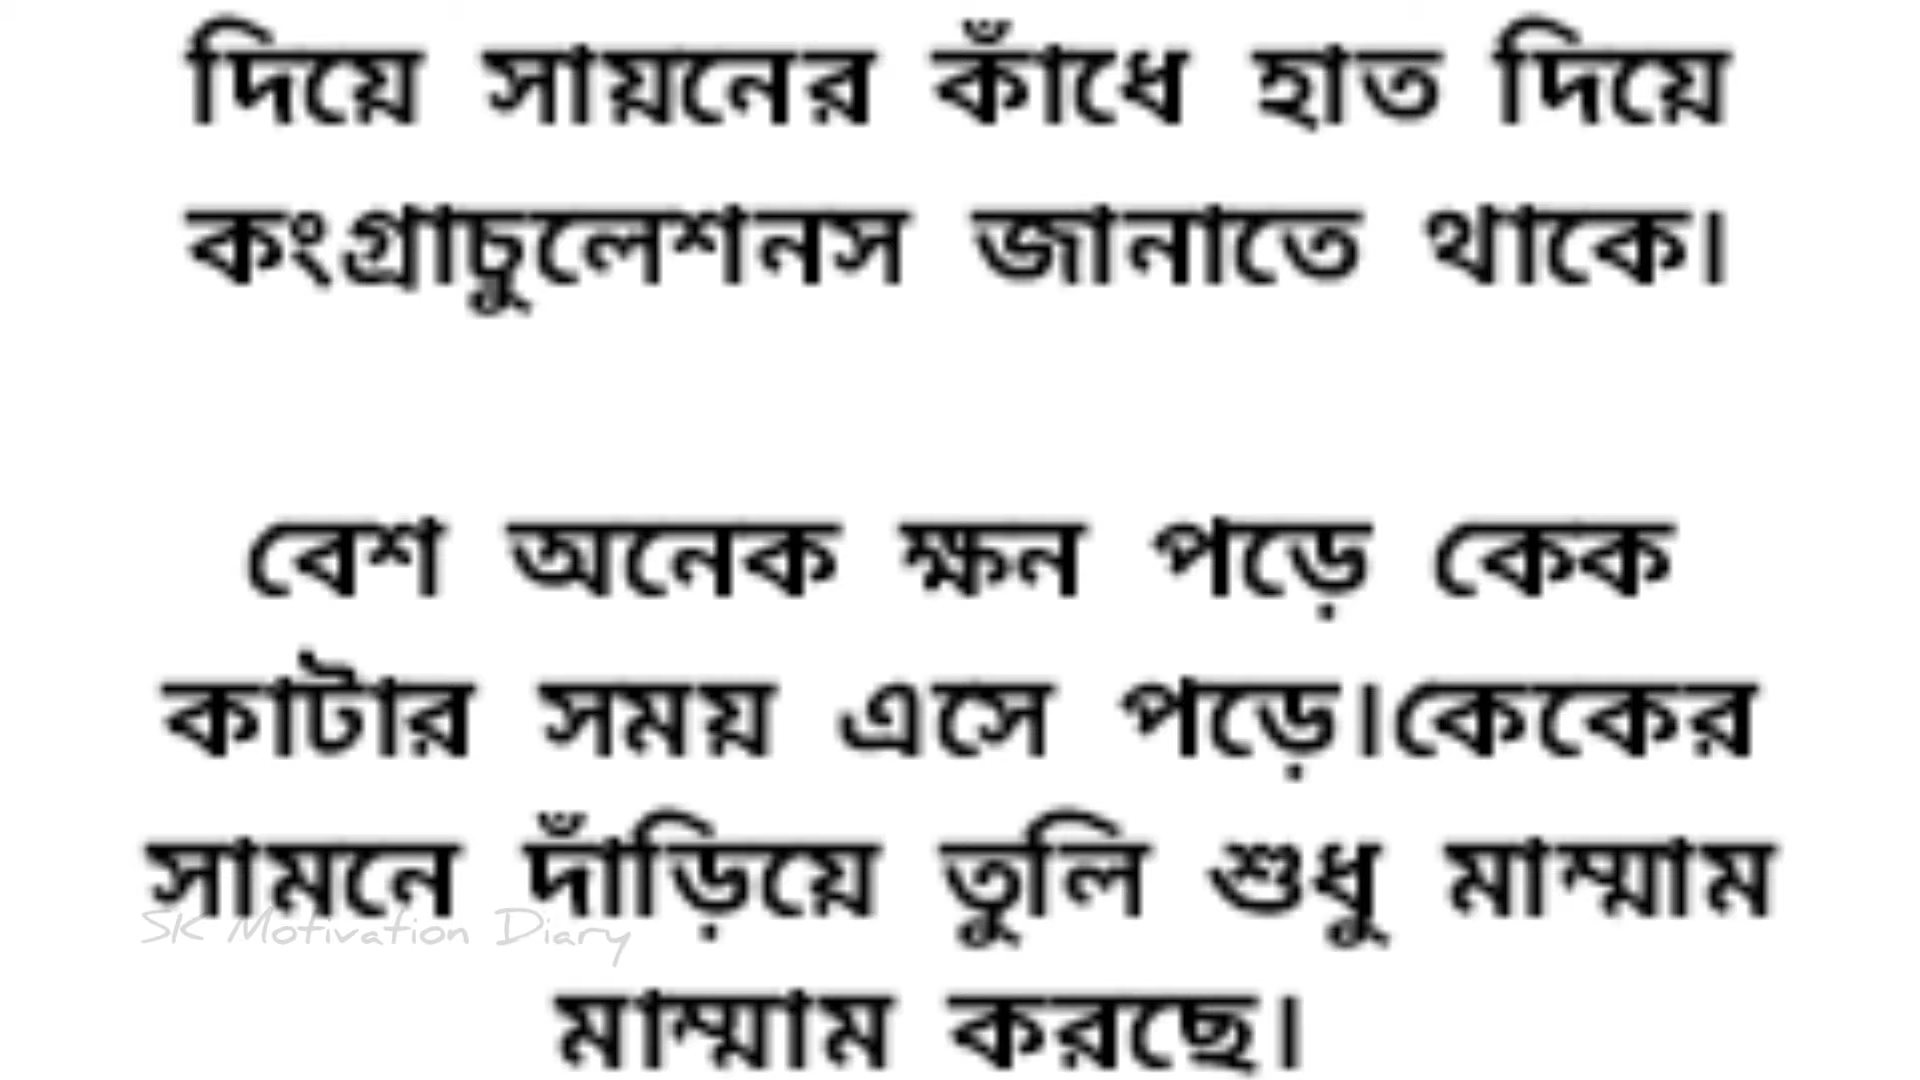 দিয়ে সায়নের কাঁধে হাত দিয়ে
কংগ্রাচুলেশনস জানাতে থাকে।
বেশ অনেক ক্ষন পড়ে কেক
কাটার সময় এসে পড়ে।কেকের
সামনে দাঁড়িয়ে তুলি শুধু মাম্মাম
SK Motivation Diary
মাম্মাম করছে।